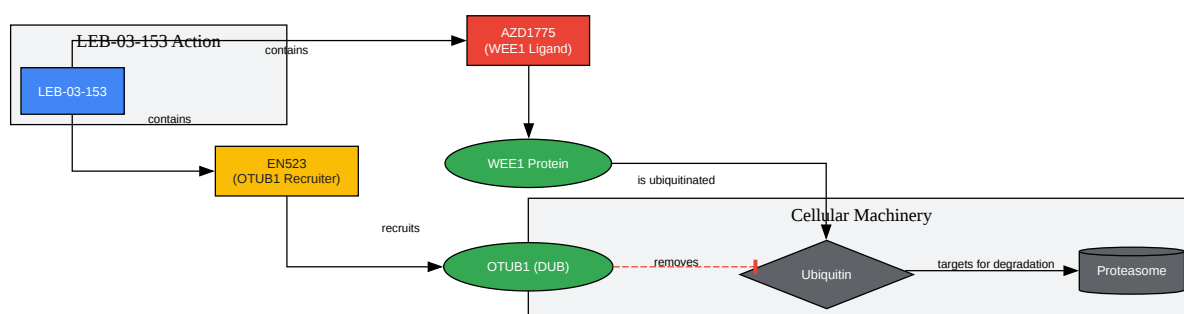 LEB-03-153 Action
contains
AZD1775
(WEE1 Ligand)
LEB-03-153
contains
EN523
(OTUB1 Recruiter)
WEE1 Protein
is ubiquitinated
recruits
Cellular Machinery
OTUB1 (DUB)
removes
Ubiquitin
targets for degradation
Proteasome